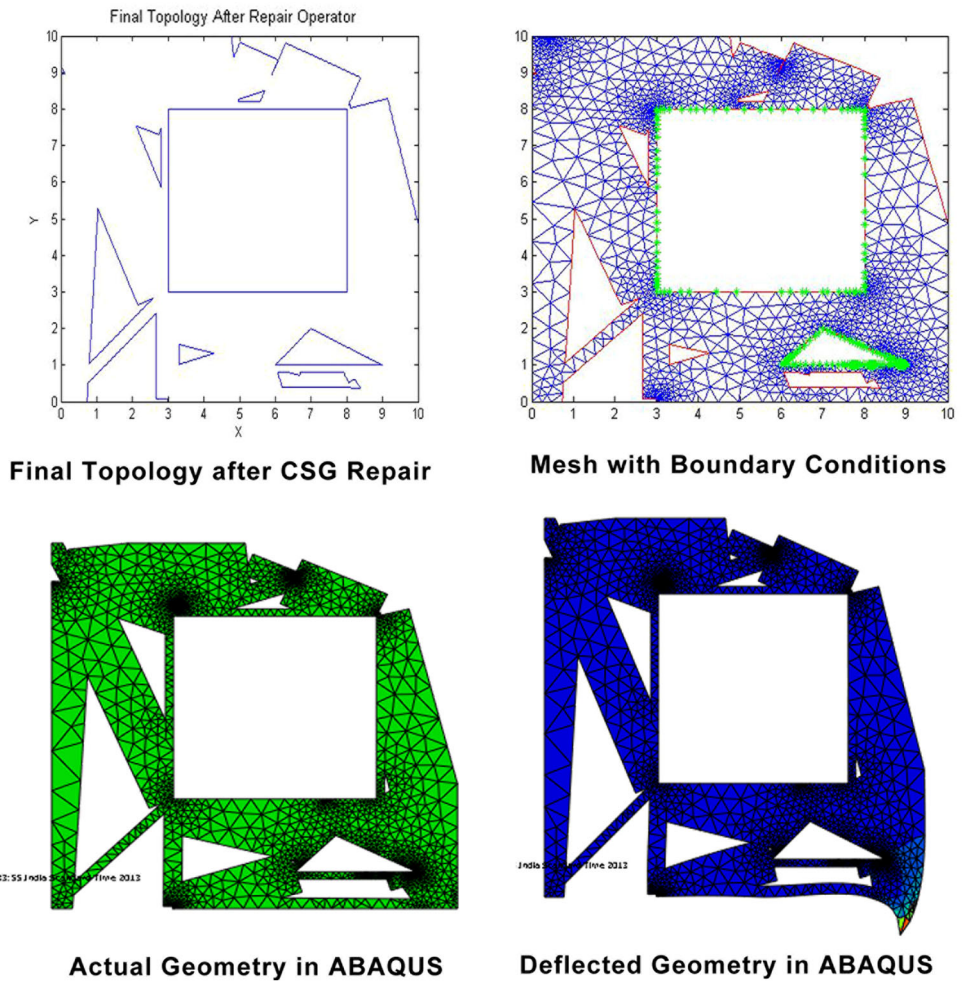 Final Topology After Repair Operator
10
9
8
7
6
5
4
3
2
1
0
Y
0 1 2 3 4 5 6 7 8 9 10
X
10
9
8
7
6
5
4
3
2
1
0
0 1 2 3 4 5 6 7 8 9 10
Final Topology after CSG Repair
Mesh with Boundary Conditions
Time 2013
Time 2013
Actual Geometry in ABAQUS
Deflected Geometry in ABAQUS